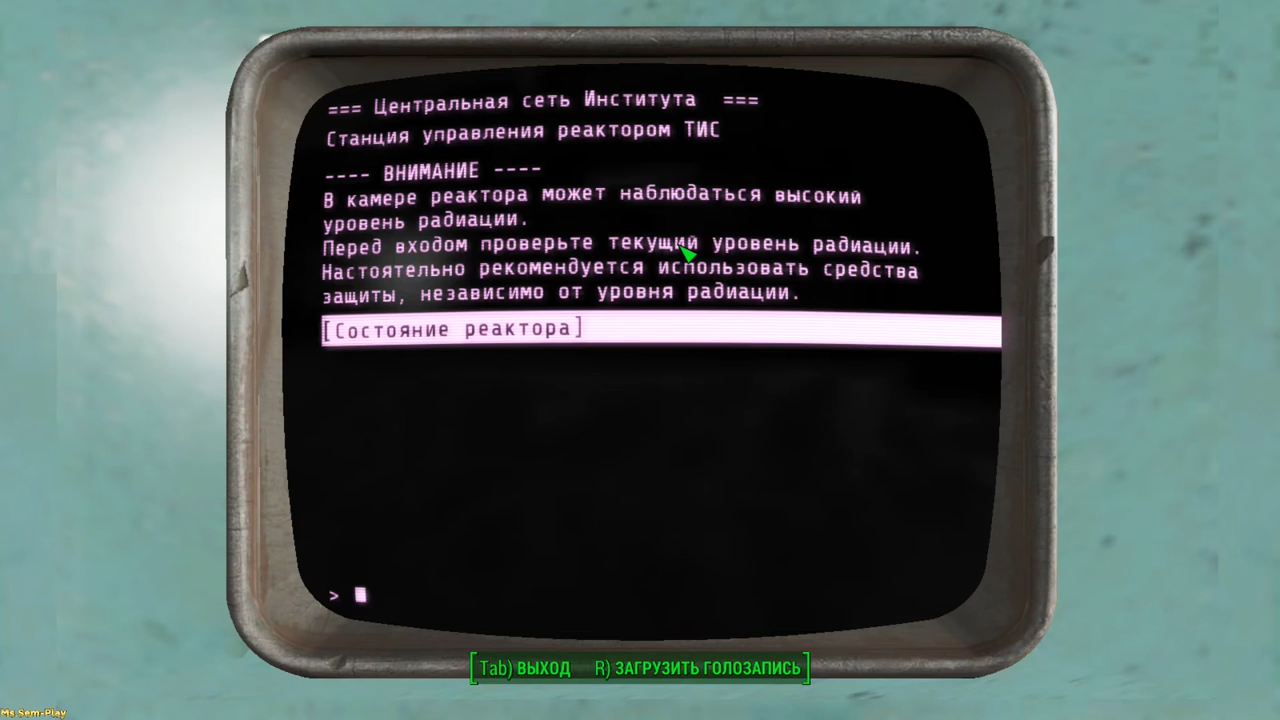 === Центральная сеть Института ===
Станция управления реактором ТИС
---- ВНИМАНИЕ ----
В камере реактора может наблюдаться высокий
уровень радиации.
Перед входом проверьте текущий уровень радиации.
Настоятельно рекомендуется использовать средства
защиты, независимо от уровня радиации.
[Состояние реактора]
>
Tab) ВЫХОД R) ЗАГРУЗИТЬ ГОЛОЗАПИСЬ
Ms Sem-Play